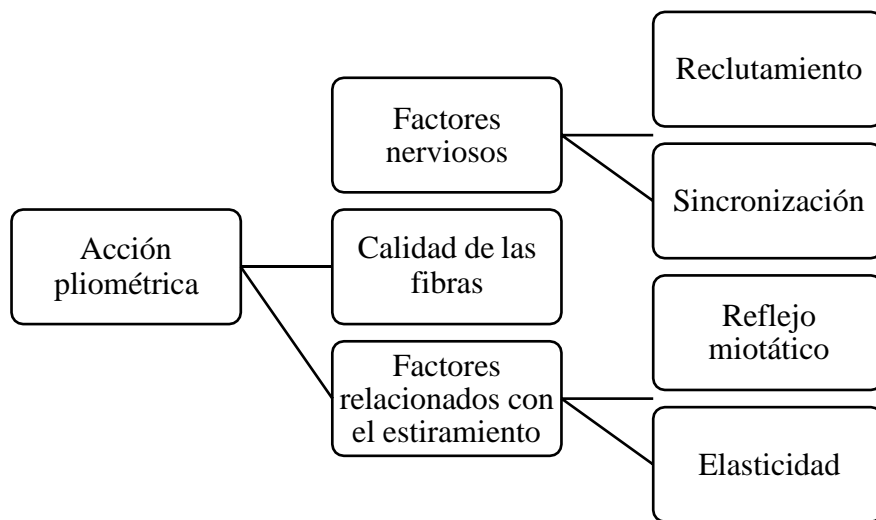 Acción
pliométrica
Factores
nerviosos
Reclutamiento
Sincronización
Calidad de las
fibras
Factores
relacionados con
el estiramiento
Reflejo
miotático
Elasticidad